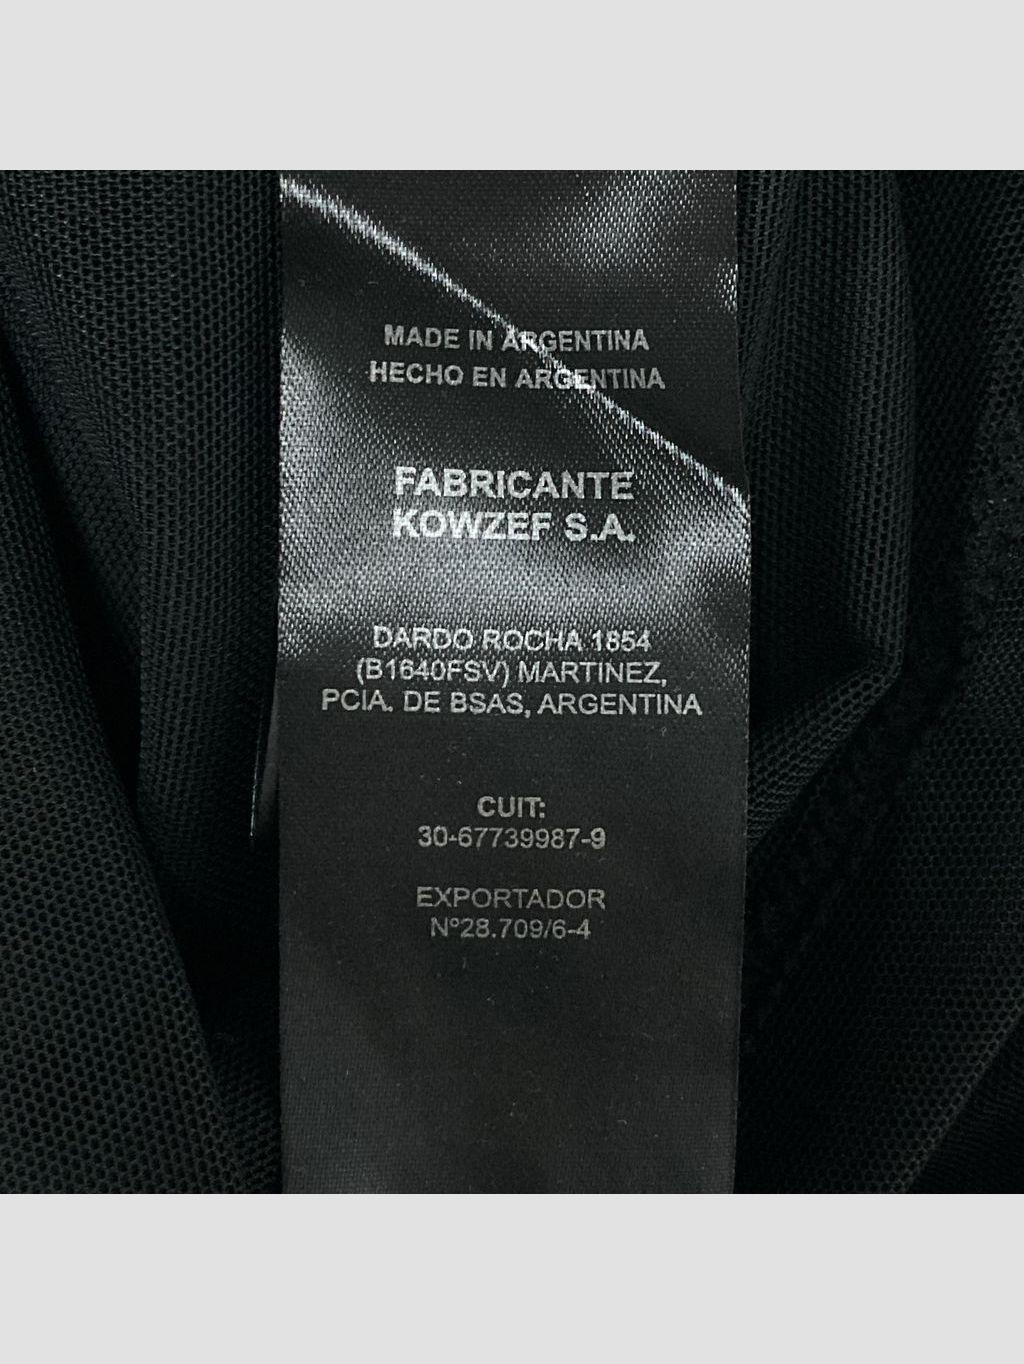 MADE IN ARGENTINA
HECHO EN ARGENTINA
FABRICANTE
KOWZEF S.A.
DARDO ROCHA 1854
(B1640FSV) MARTINEZ,
PCIA. DE BSAS, ARGENTINA
CUIT:
30-67739987-9
EXPORTADOR
Nº28.709/6-4